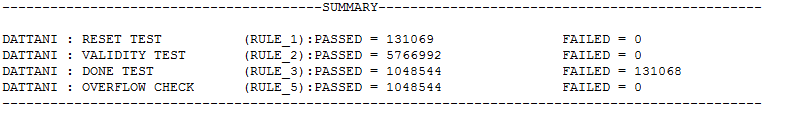 -----------------------------------------SUMMARY-------------------------------------------------
DATTANI : RESET TEST (RULE_1):PASSED = 131069 FAILED = 0
DATTANI : VALIDITY TEST (RULE_2):PASSED = 5766992 FAILED = 0
DATTANI : DONE TEST (RULE_3):PASSED = 1048544 FAILED = 131068
DATTANI : OVERFLOW CHECK (RULE_5):PASSED = 1048544 FAILED = 0
-------------------------------------------------------------------------------------------------